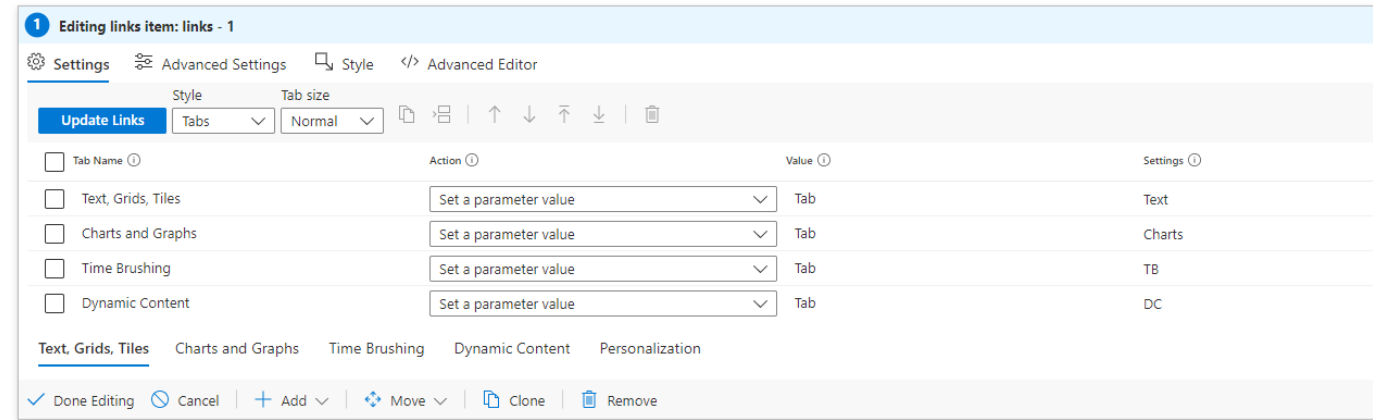 1 Editing links item: links - 1
Settings Advanced Settings Style </> Advanced Editor
Style Tab size
Update Links Tabs Normal
Tab Name Action Value Settings
Text, Grids, Tiles Set a parameter value Tab Text
Charts and Graphs Set a parameter value Tab Charts
Time Brushing Set a parameter value Tab TB
Dynamic Content Set a parameter value Tab DC
Text, Grids, Tiles Charts and Graphs Time Brushing Dynamic Content Personalization
Done Editing Cancel Add Move Clone Remove